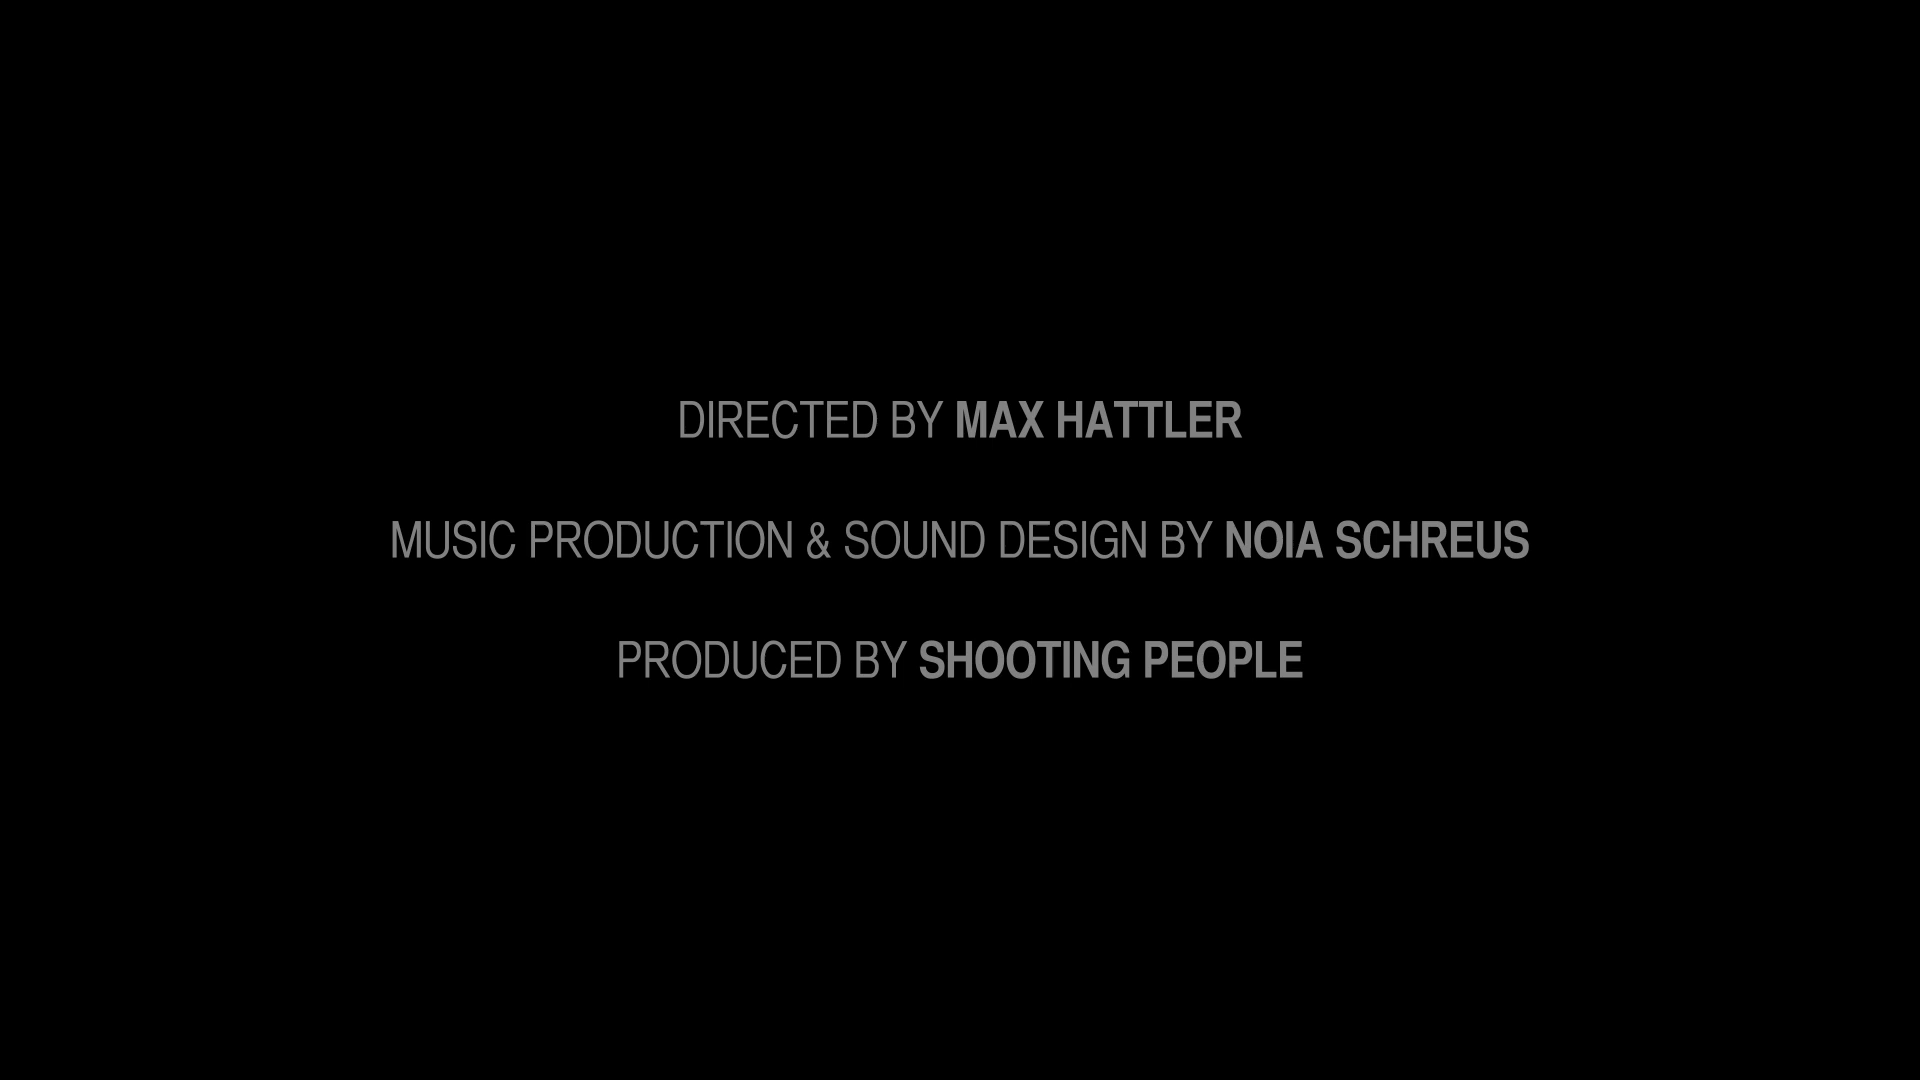 DIRECTED BY MAX HATTLER
MUSIC PRODUCTION & SOUND DESIGN BY NOIA SCHREUS
PRODUCED BY SHOOTING PEOPLE